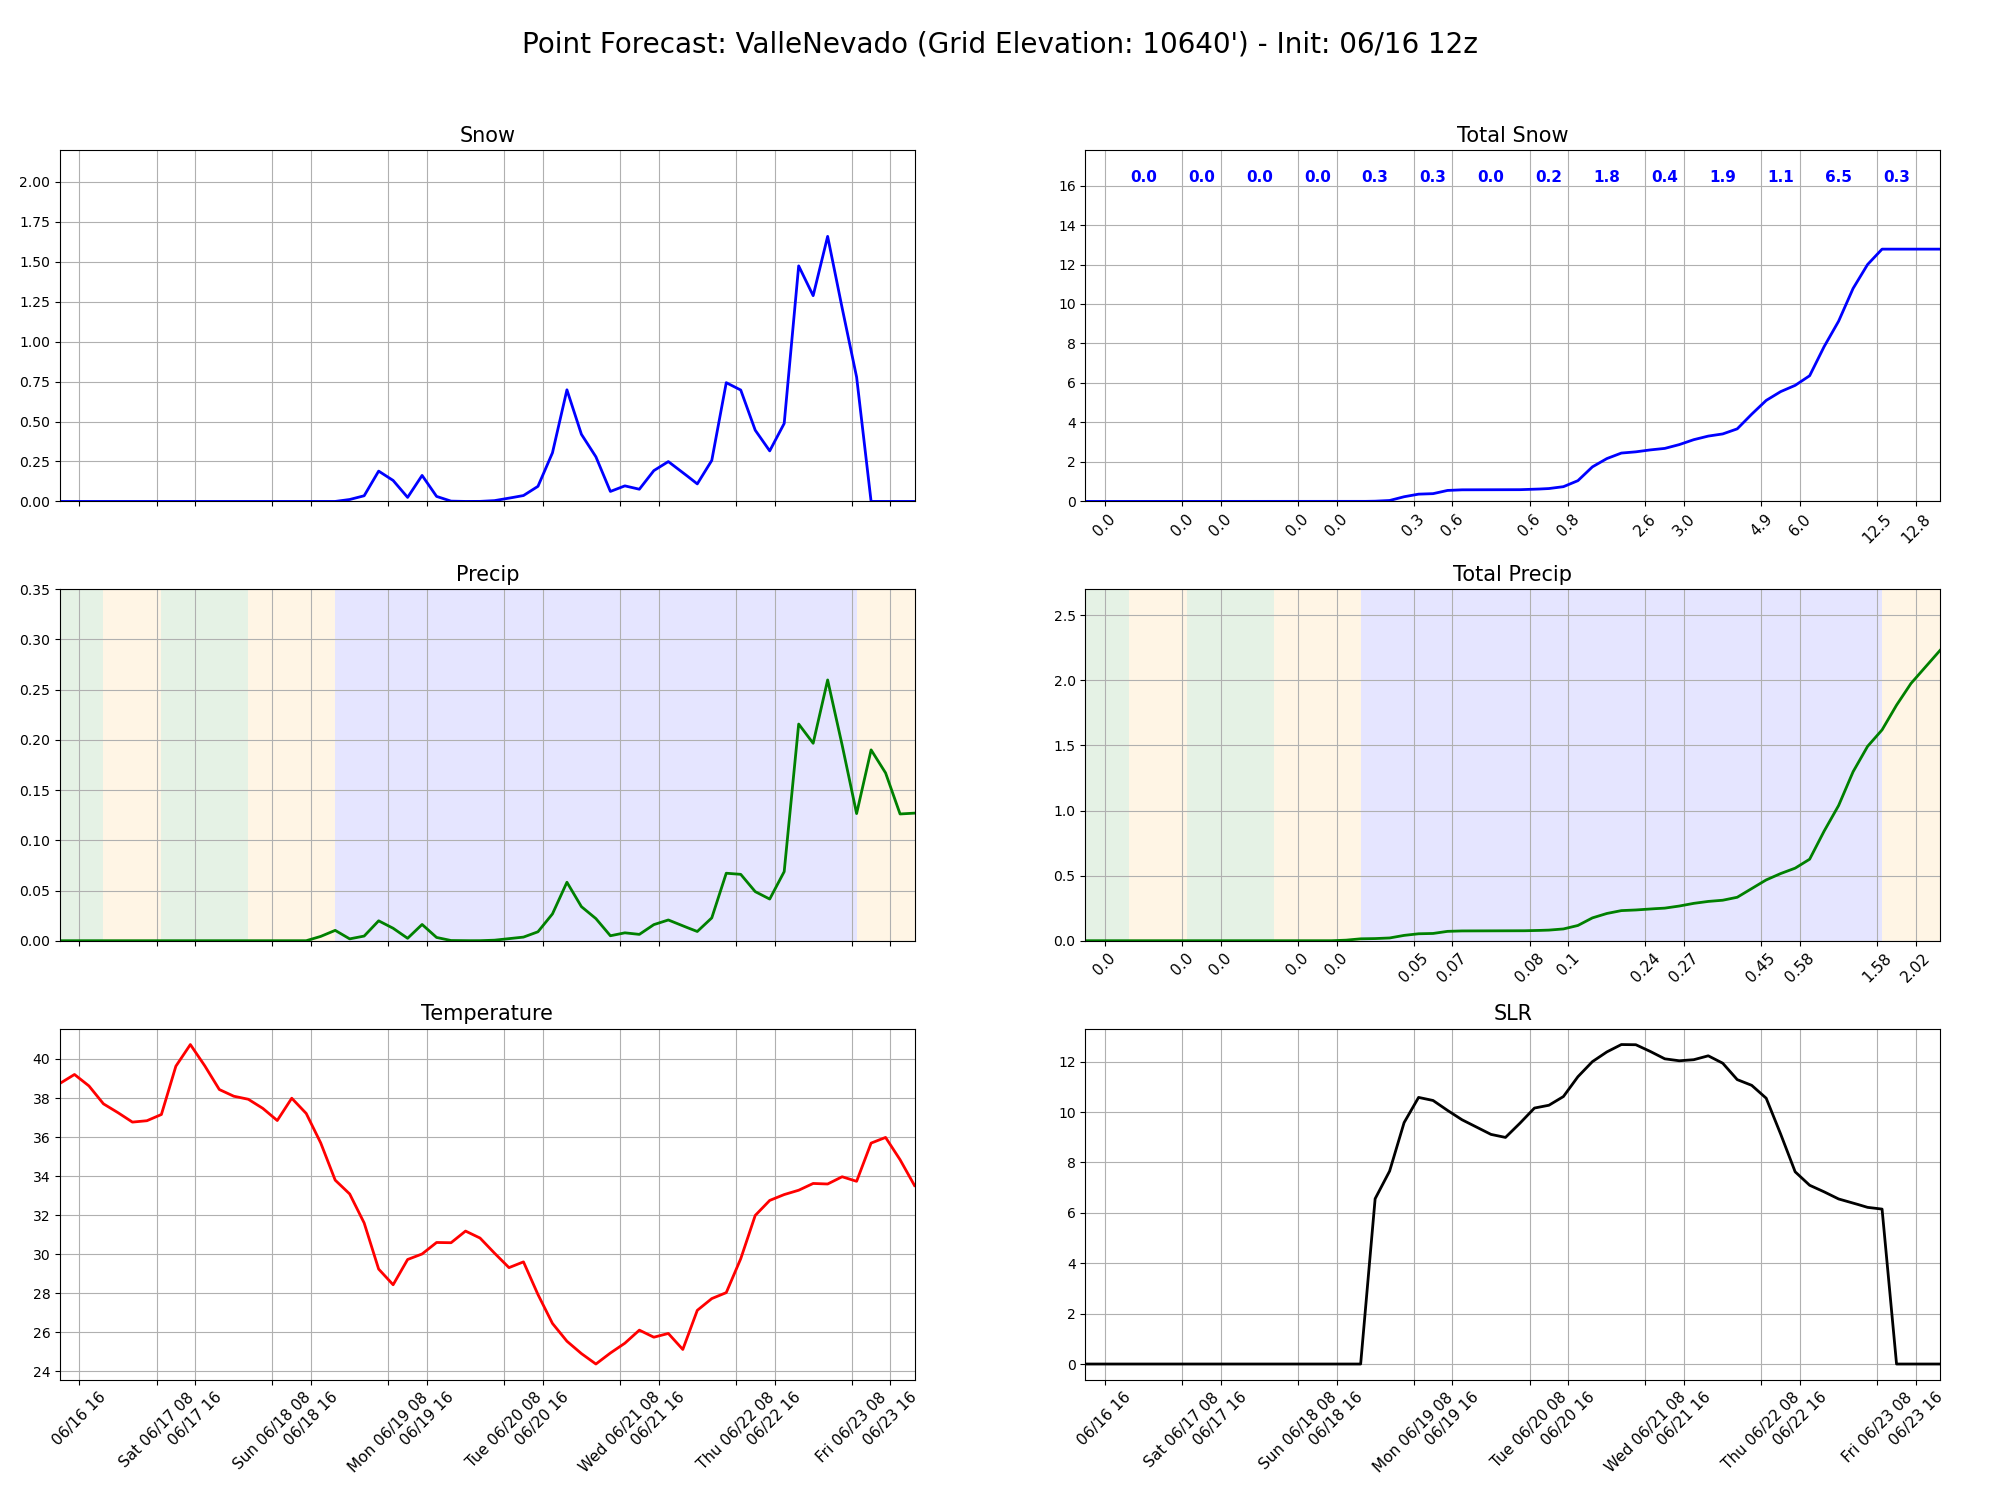 Point Forecast: ValleNevado (Grid Elevation: 10640') - Init: 06/16 12z
Snow
2.00
1.75
1.50
1.25
1.00
0.75
0.50
0.25
0.00
Total Snow
0.0 0.0 0.0 0.0 0.3 0.3 0.0 0.2 1.8 0.4 1.9 1.1 6.5 0.3
16
14
12
10
8
6
4
2
0
0.0 0.0 0.0 0.0 0.0 0.3 0.6 0.6 0.8 2.6 3.0 4.9 6.0 12.5 12.8
Precip
0.35
0.30
0.25
0.20
0.15
0.10
0.05
0.00
Total Precip
2.5
2.0
1.5
1.0
0.5
0.0
0.0 0.0 0.0 0.0 0.0 0.05 0.07 0.08 0.1 0.24 0.27 0.45 0.58 1.58 2.02
Temperature
40
38
36
34
32
30
28
26
24
06/16 16
Sat 06/17 08
06/17 16
Sun 06/18 08
06/18 16
Mon 06/19 08
06/19 16
Tue 06/20 08
06/20 16
Wed 06/21 08
06/21 16
Thu 06/22 08
06/22 16
Fri 06/23 08
06/23 16
SLR
12
10
8
6
4
2
0
06/16 16
Sat 06/17 08
06/17 16
Sun 06/18 08
06/18 16
Mon 06/19 08
06/19 16
Tue 06/20 08
06/20 16
Wed 06/21 08
06/21 16
Thu 06/22 08
06/22 16
Fri 06/23 08
06/23 16